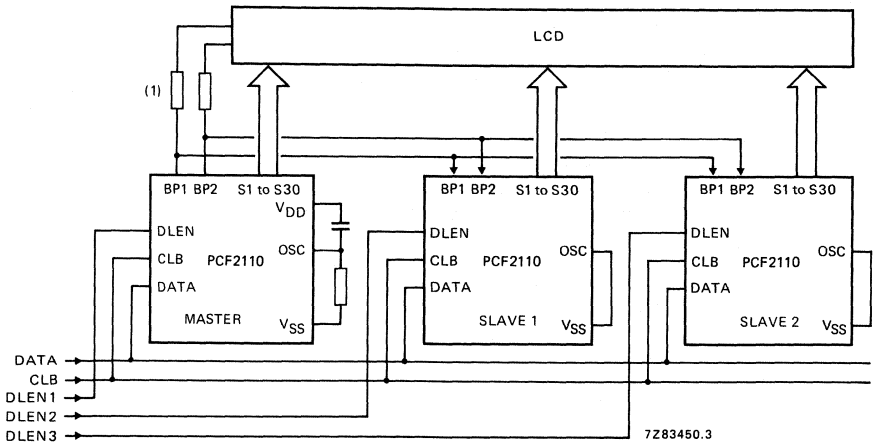 LCD
(1)
BP1 BP2 S1 to S30
VDD
DLEN
OSC
CLB
PCF2110
DATA
MASTER
VSS
BP1 BP2 S1 to S30
DLEN
OSC
CLB
PCF2110
DATA
SLAVE 1
VSS
BP1 BP2 S1 to S30
DLEN
OSC
CLB
PCF2110
DATA
SLAVE 2
VSS
DATA
CLB
DLEN1
DLEN2
DLEN3
7Z83450.3